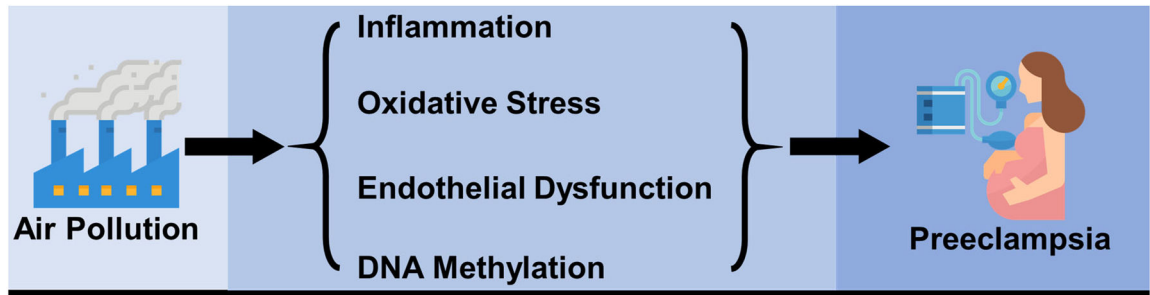 Inflammation
Oxidative Stress
Endothelial Dysfunction
DNA Methylation
Air Pollution
Preeclampsia